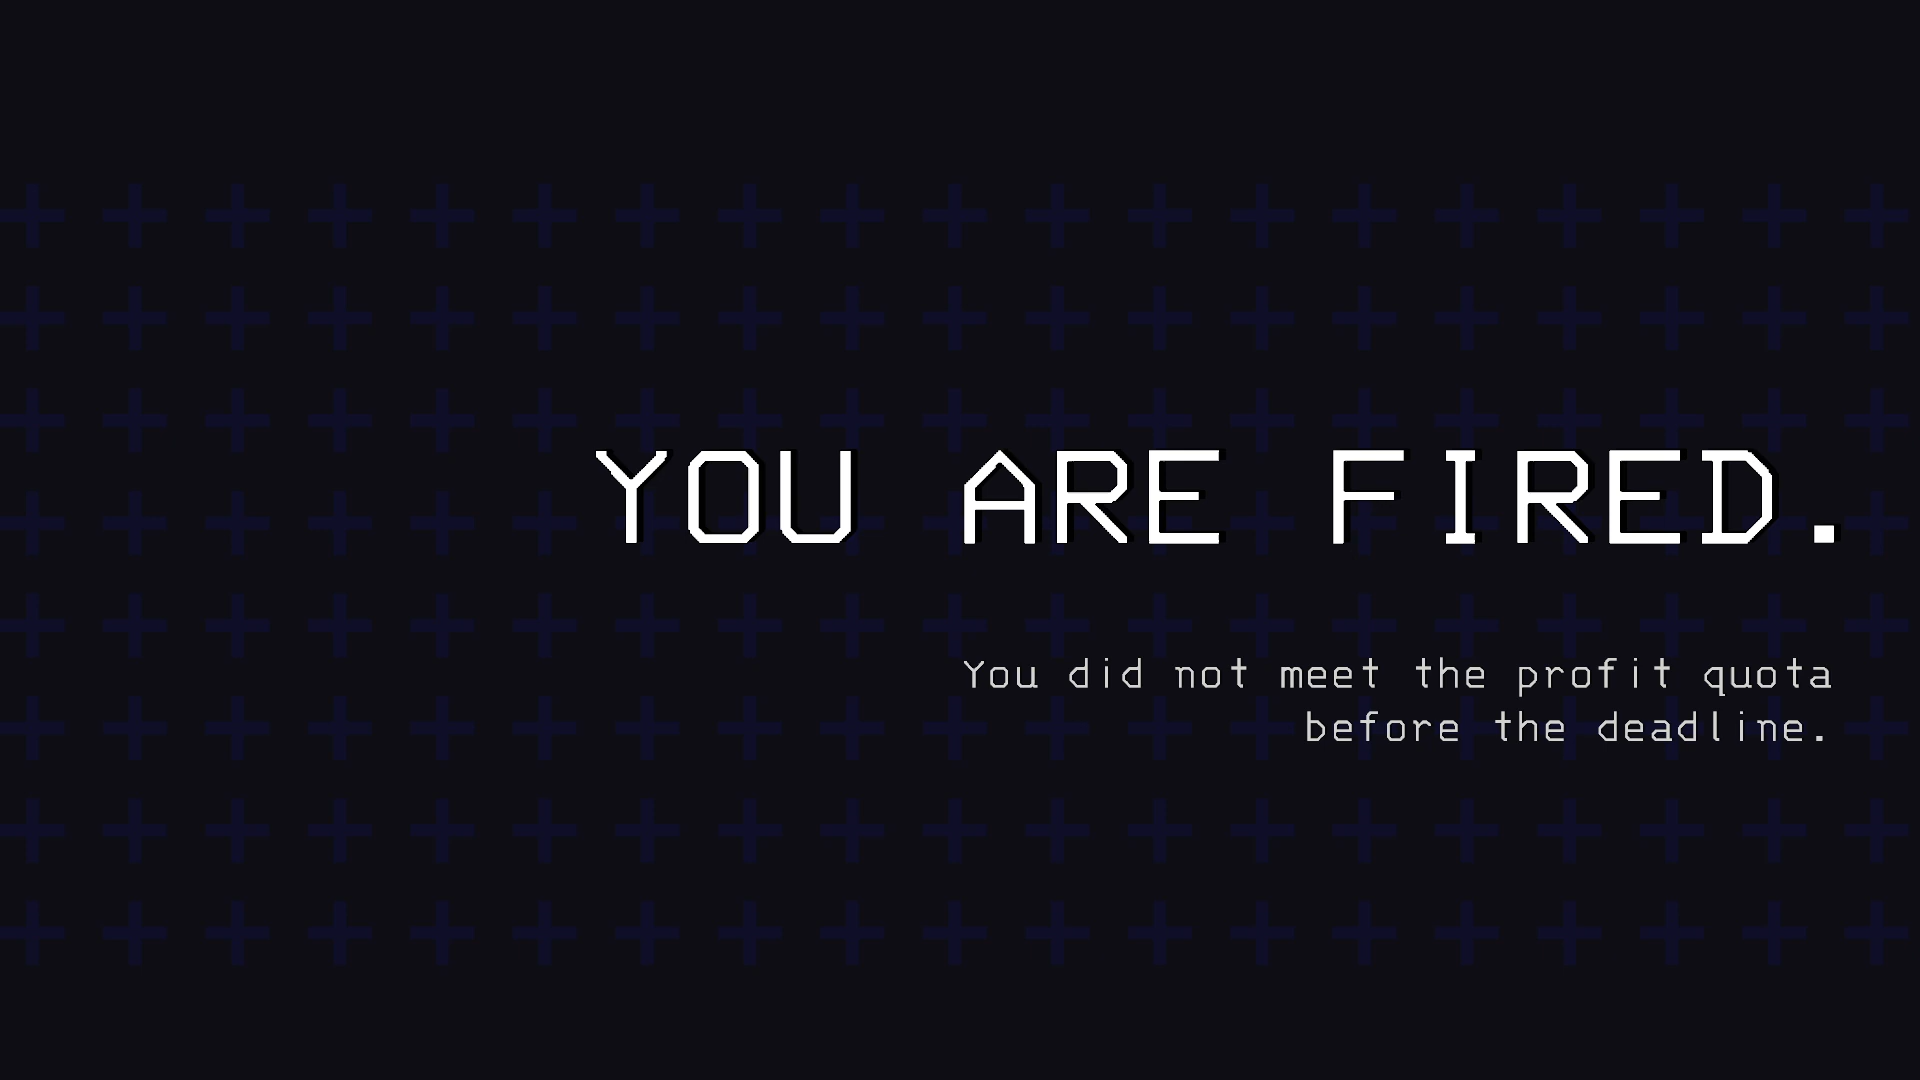 YOU ARE FIRED.
You did not meet the profit quota
before the deadline.